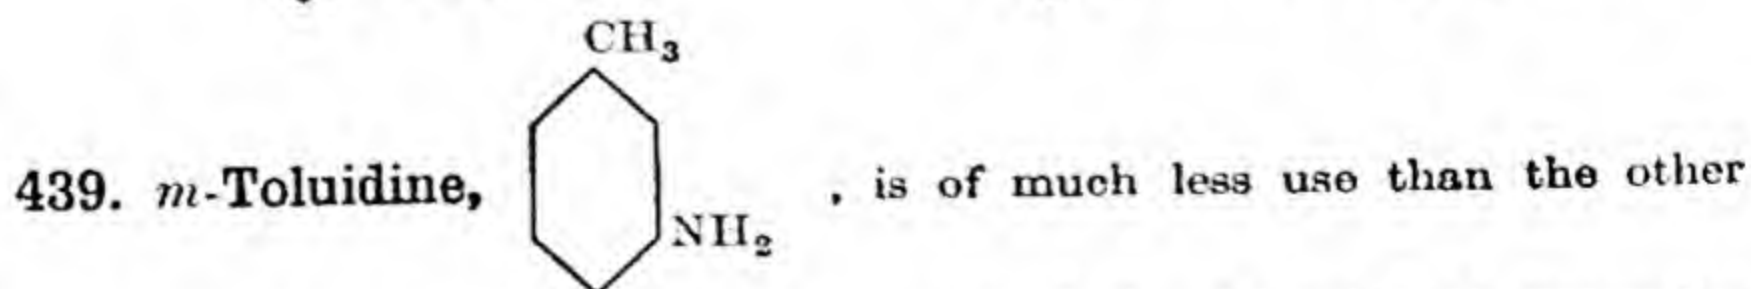 CH₃
439. m-Toluidine, , is of much less use than the other
NH₂